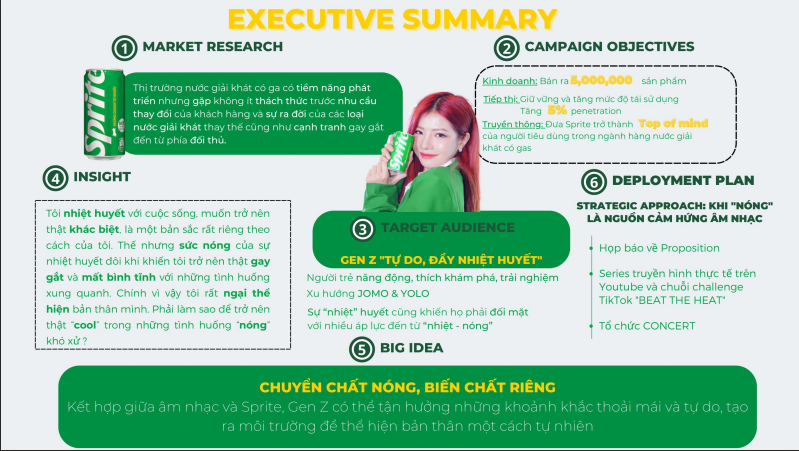 EXECUTIVE SUMMARY
1 MARKET RESEARCH
Sprite
Thị trường nước giải khát có ga có tiềm năng phát
triển nhưng gặp không ít thách thức trước nhu cầu
thay đổi của khách hàng và sự ra đời của các loại
nước giải khát thay thế cũng như cạnh tranh gay gắt
đến từ phía đối thủ.
2 CAMPAIGN OBJECTIVES
Kinh doanh: Bán ra 5,000,000 sản phẩm
Tiếp thị: Giữ vững và tăng mức độ tái sử dụng
Tăng 5% penetration
Truyền thông: Đưa Sprite trở thành Top of mind
của người tiêu dùng trong ngành hàng nước giải
khát có gas
Sprite
3 TARGET AUDIENCE
GEN Z "TỰ DO, ĐẦY NHIỆT HUYẾT"
Người trẻ năng động, thích khám phá, trải nghiệm
Xu hướng JOMO & YOLO
Sự “nhiệt” huyết cũng khiến họ phải đối mặt
với nhiều áp lực đến từ “nhiệt - nóng”
4 INSIGHT
Tôi nhiệt huyết với cuộc sống, muốn trở nên
thật khác biệt, là một bản sắc rất riêng theo
cách của tôi. Thế nhưng sức nóng của sự
nhiệt huyết đôi khi khiến tôi trở nên thật gay
gắt và mất bình tĩnh với những tình huống
xung quanh. Chính vì vậy tôi rất ngại thể
hiện bản thân mình. Phải làm sao để trở nên
thật “cool” trong những tình huống “nóng”
khó xử ?
5 BIG IDEA
CHUYỂN CHẤT NÓNG, BIẾN CHẤT RIÊNG
Kết hợp giữa âm nhạc và Sprite, Gen Z có thể tận hưởng những khoảnh khắc thoải mái và tự do, tạo
ra môi trường để thể hiện bản thân một cách tự nhiên
6 DEPLOYMENT PLAN
STRATEGIC APPROACH: KHI "NÓNG"
LÀ NGUỒN CẢM HỨNG ÂM NHẠC
Họp báo về Proposition
Series truyền hình thực tế trên
Youtube và chuỗi challenge
TikTok "BEAT THE HEAT"
Tổ chức CONCERT